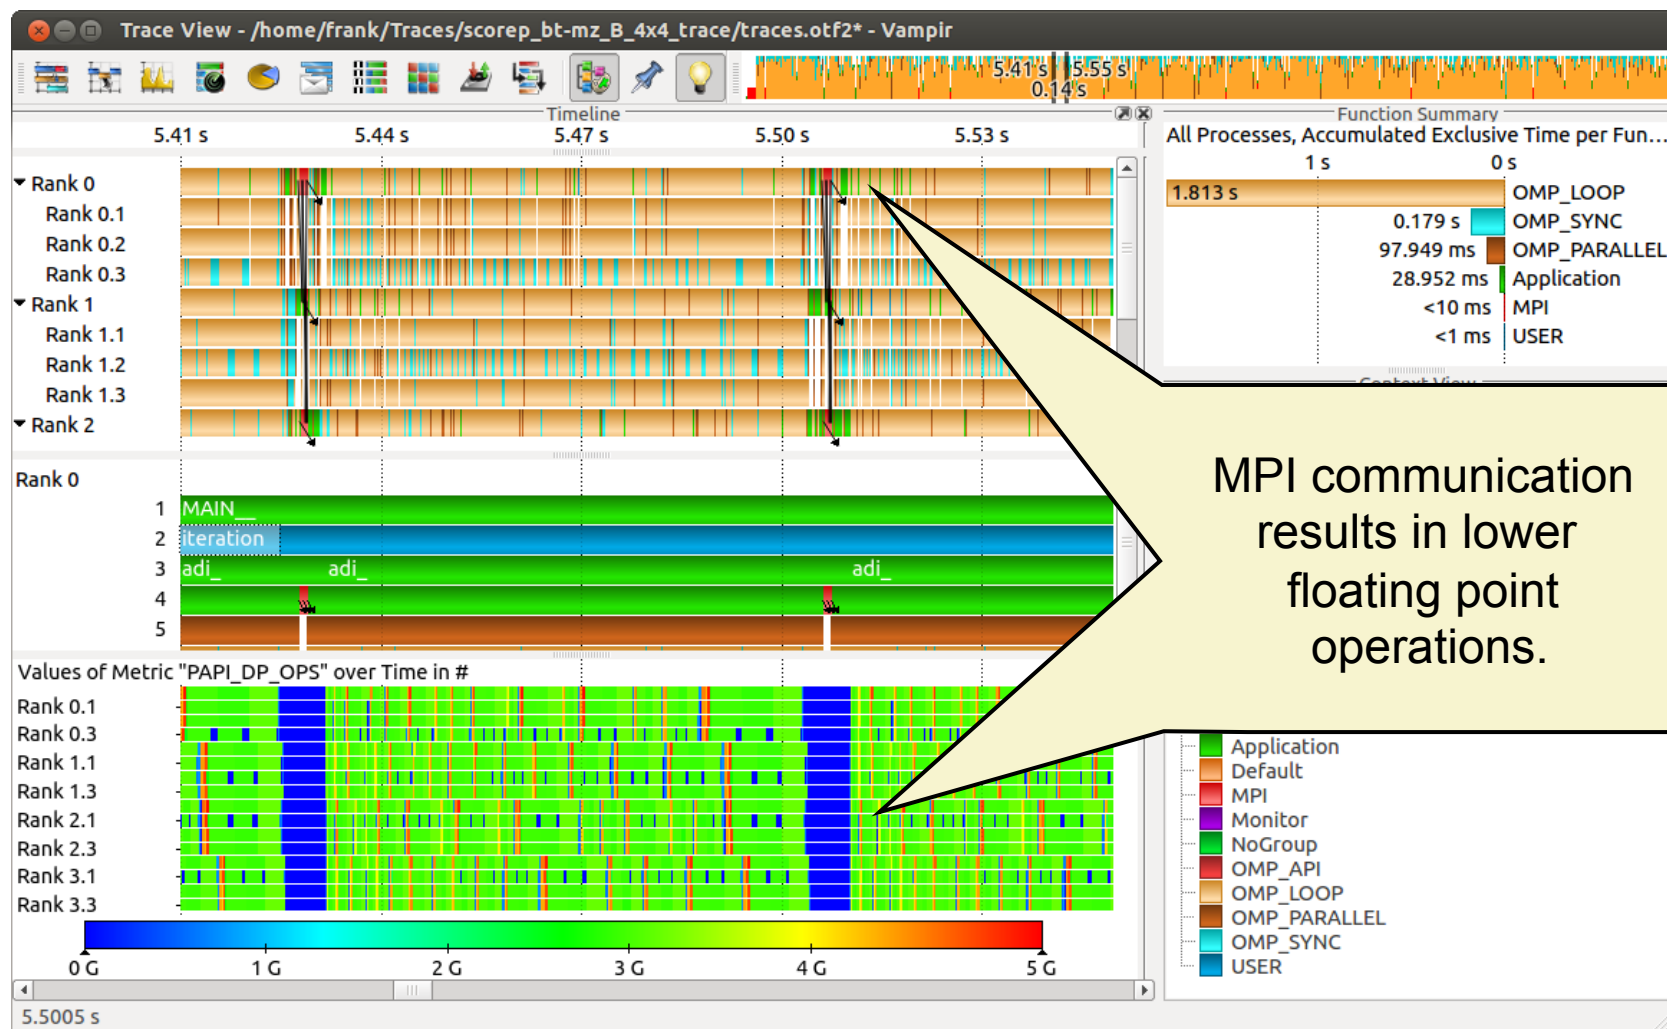 Trace View - /home/frank/Traces/scorep_bt-mz_B_4x4_trace/traces.otf2* - Vampir
5.41 s 5.55 s
0.14 s
Timeline
5.41 s 5.44 s 5.47 s 5.50 s 5.53 s
Rank 0
Rank 0.1
Rank 0.2
Rank 0.3
Rank 1
Rank 1.1
Rank 1.2
Rank 1.3
Rank 2
Rank 0
1 MAIN__
2 iteration
3 adi_ adi_ adi_
4
5
Values of Metric "PAPI_DP_OPS" over Time in #
Rank 0.1
Rank 0.3
Rank 1.1
Rank 1.3
Rank 2.1
Rank 2.3
Rank 3.1
Rank 3.3
0 G 1 G 2 G 3 G 4 G 5 G
5.5005 s
Function Summary
All Processes, Accumulated Exclusive Time per Fun...
1 s 0 s
1.813 s OMP_LOOP
0.179 s OMP_SYNC
97.949 ms OMP_PARALLEL
28.952 ms Application
<10 ms MPI
<1 ms USER
Context View
MPI communication
results in lower
floating point
operations.
Application
Default
MPI
Monitor
NoGroup
OMP_API
OMP_LOOP
OMP_PARALLEL
OMP_SYNC
USER